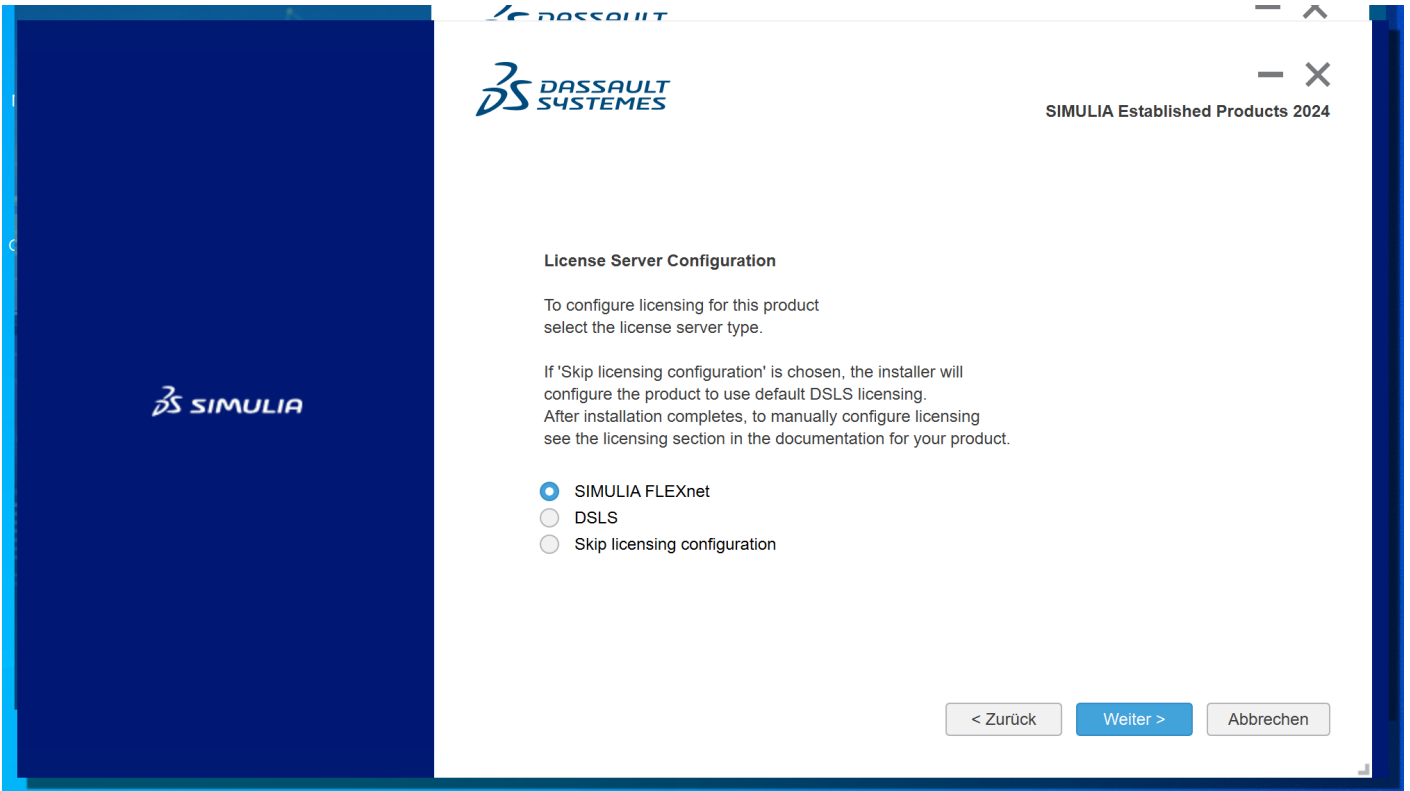 DASSAULT
DASSAULT
SYSTEMES
SIMULIA Established Products 2024
License Server Configuration
To configure licensing for this product
select the license server type.
If 'Skip licensing configuration' is chosen, the installer will
configure the product to use default DSLS licensing.
After installation completes, to manually configure licensing
see the licensing section in the documentation for your product.
SIMULIA
SIMULIA FLEXnet
DSLS
Skip licensing configuration
< Zurück
Weiter >
Abbrechen